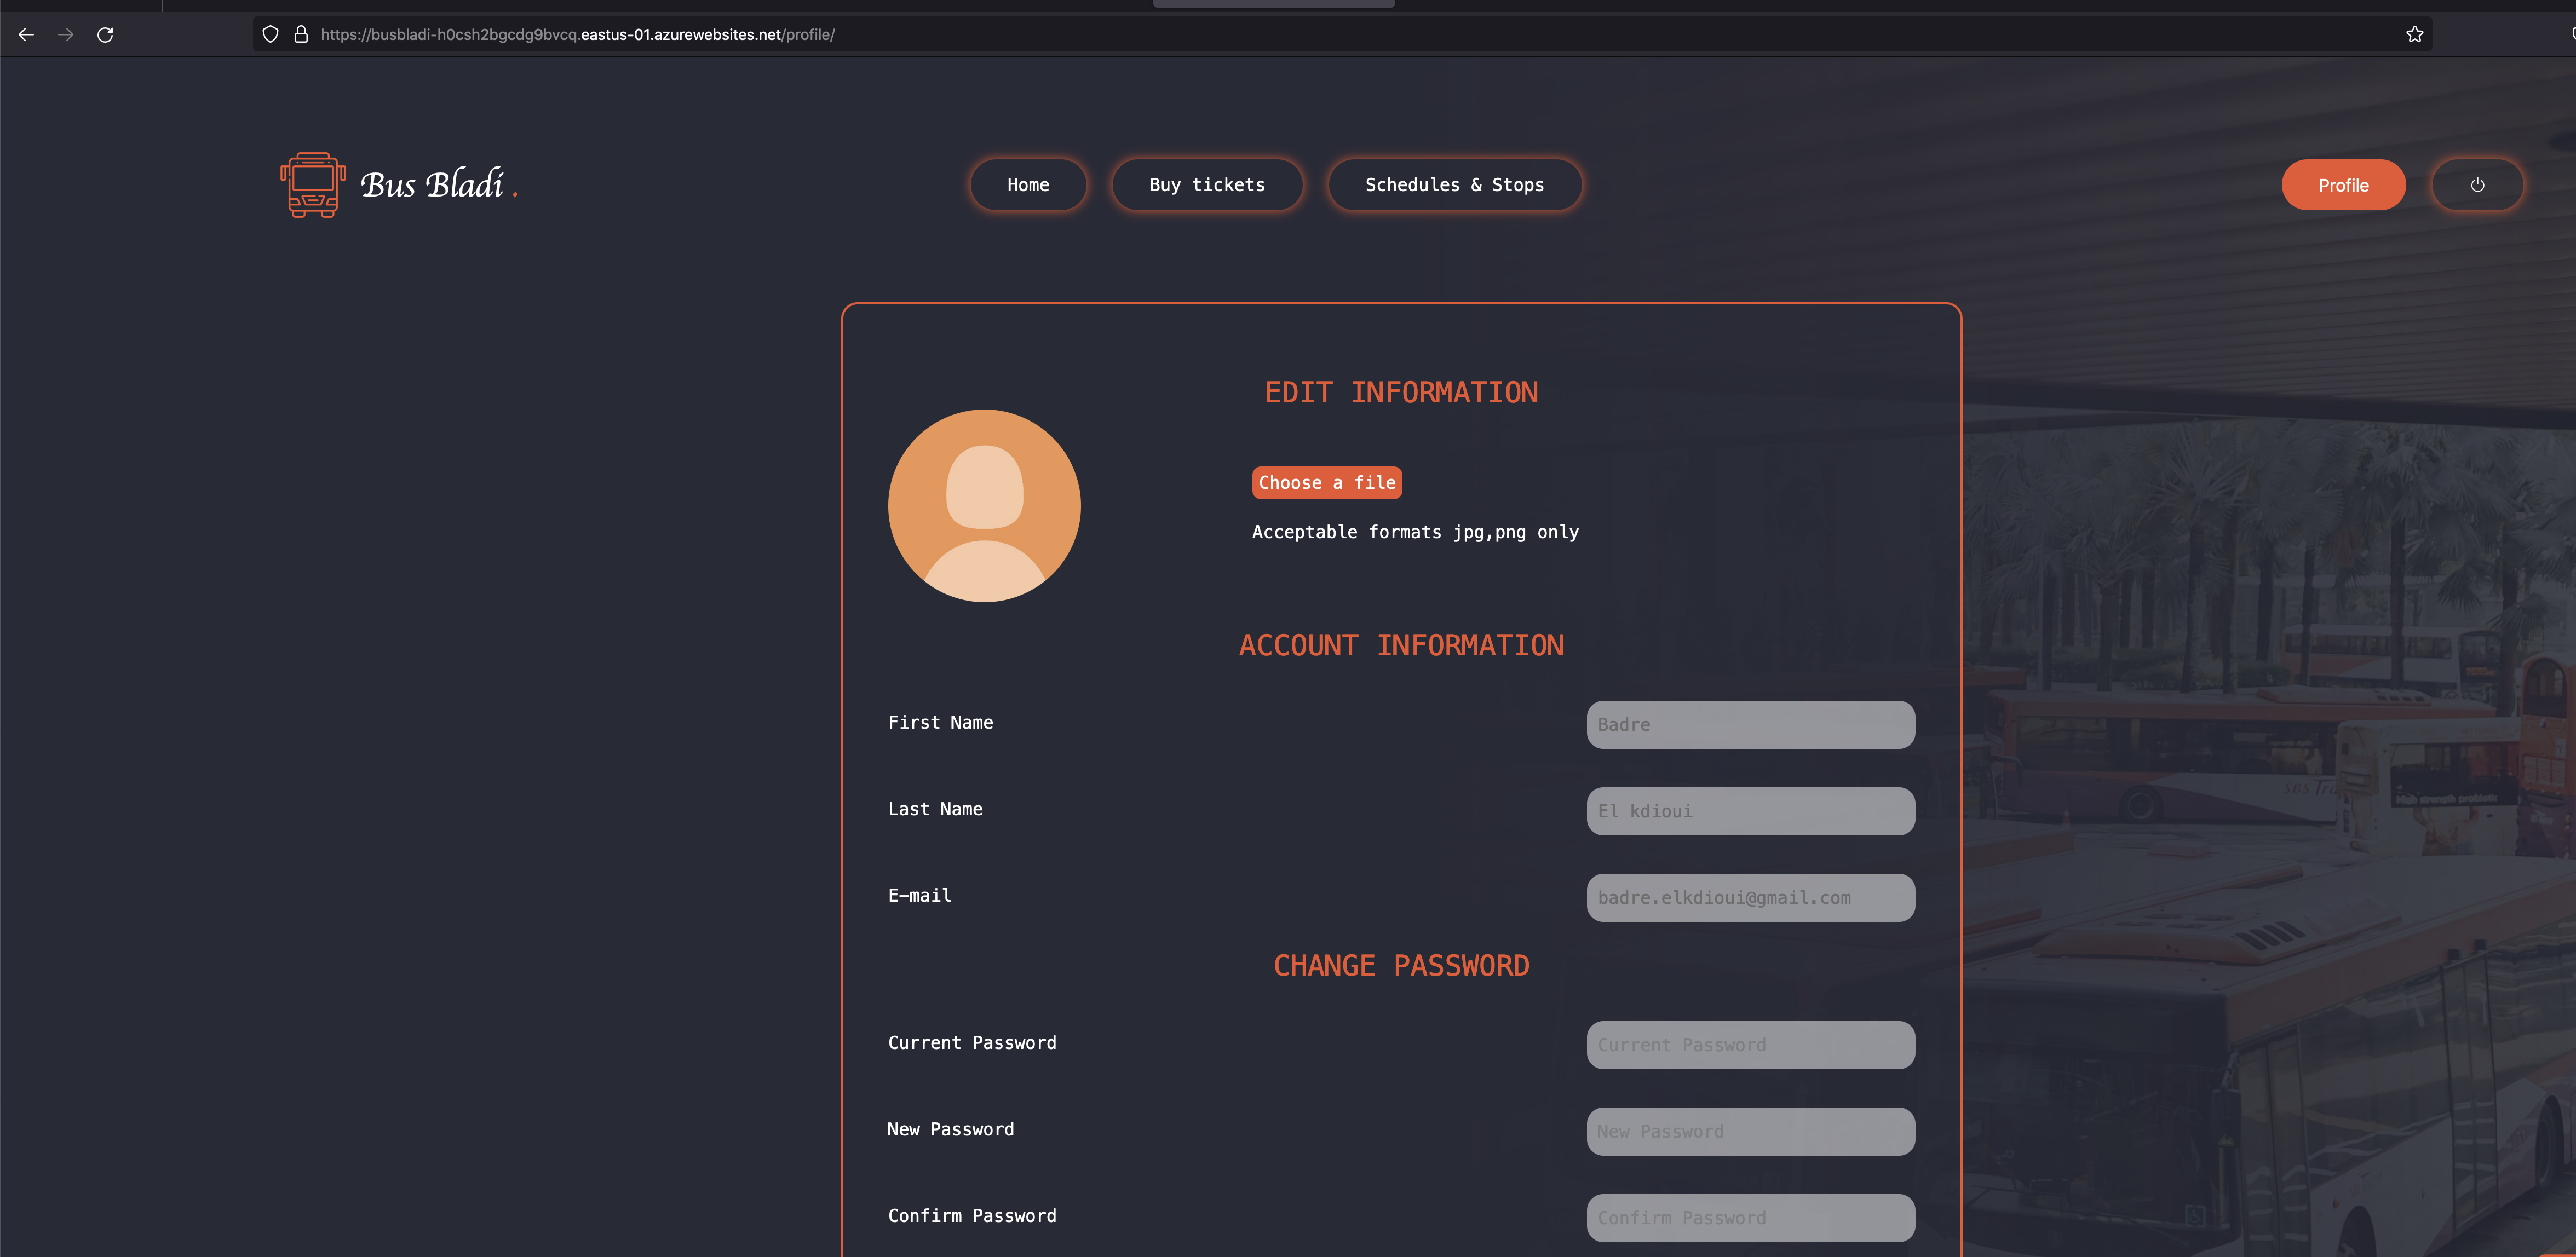 https://busbladi-h0csh2bgcdg9bvcq.eastus-01.azurewebsites.net/profile/
Bus Bladi .
Home
Buy tickets
Schedules & Stops
Profile
EDIT INFORMATION
Choose a file
Acceptable formats jpg,png only
ACCOUNT INFORMATION
First Name
Badre
Last Name
El kdioui
E-mail
badre.elkdioui@gmail.com
CHANGE PASSWORD
Current Password
Current Password
New Password
New Password
Confirm Password
Confirm Password